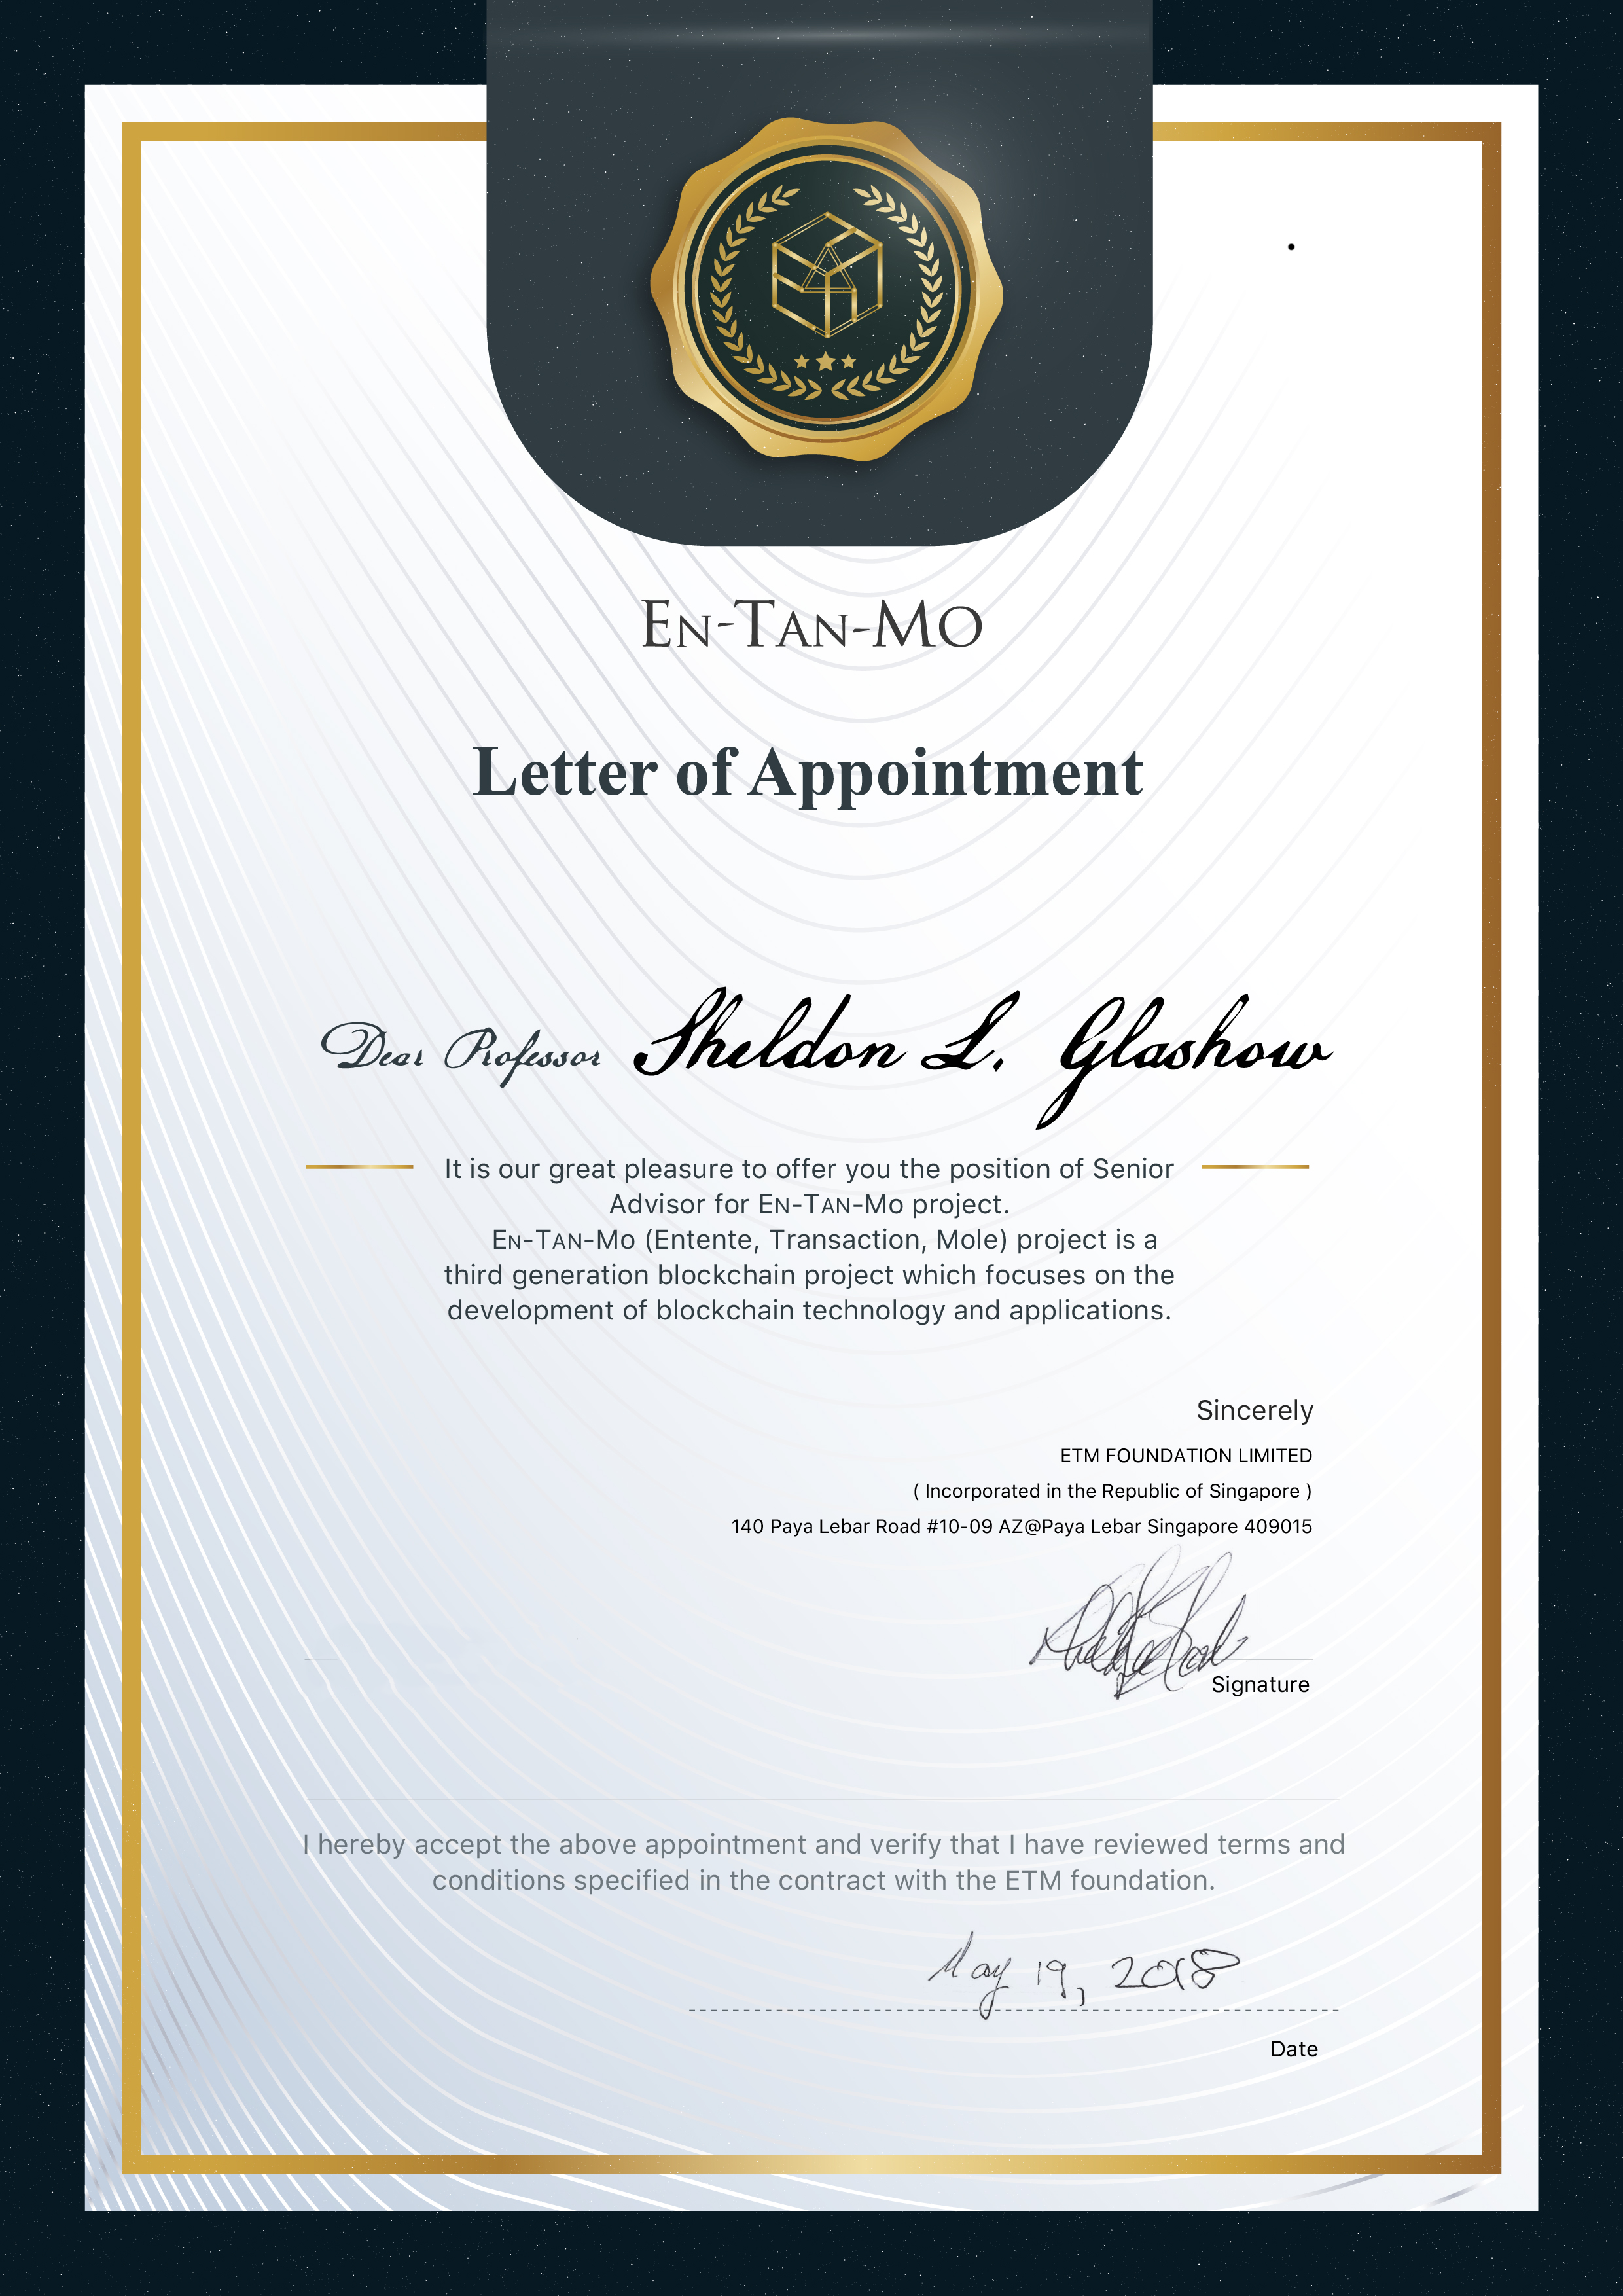 EN-TAN-MO
Letter of Appointment
Dear Professor Sheldon L. Glashow
It is our great pleasure to offer you the position of Senior
Advisor for EN-TAN-Mo project.
EN-TAN-Mo (Entente, Transaction, Mole) project is a
third generation blockchain project which focuses on the
development of blockchain technology and applications.
Sincerely
ETM FOUNDATION LIMITED
( Incorporated in the Republic of Singapore )
140 Paya Lebar Road #10-09 AZ@Paya Lebar Singapore 409015
Signature
I hereby accept the above appointment and verify that I have reviewed terms and
conditions specified in the contract with the ETM foundation.
May 19, 2018
Date